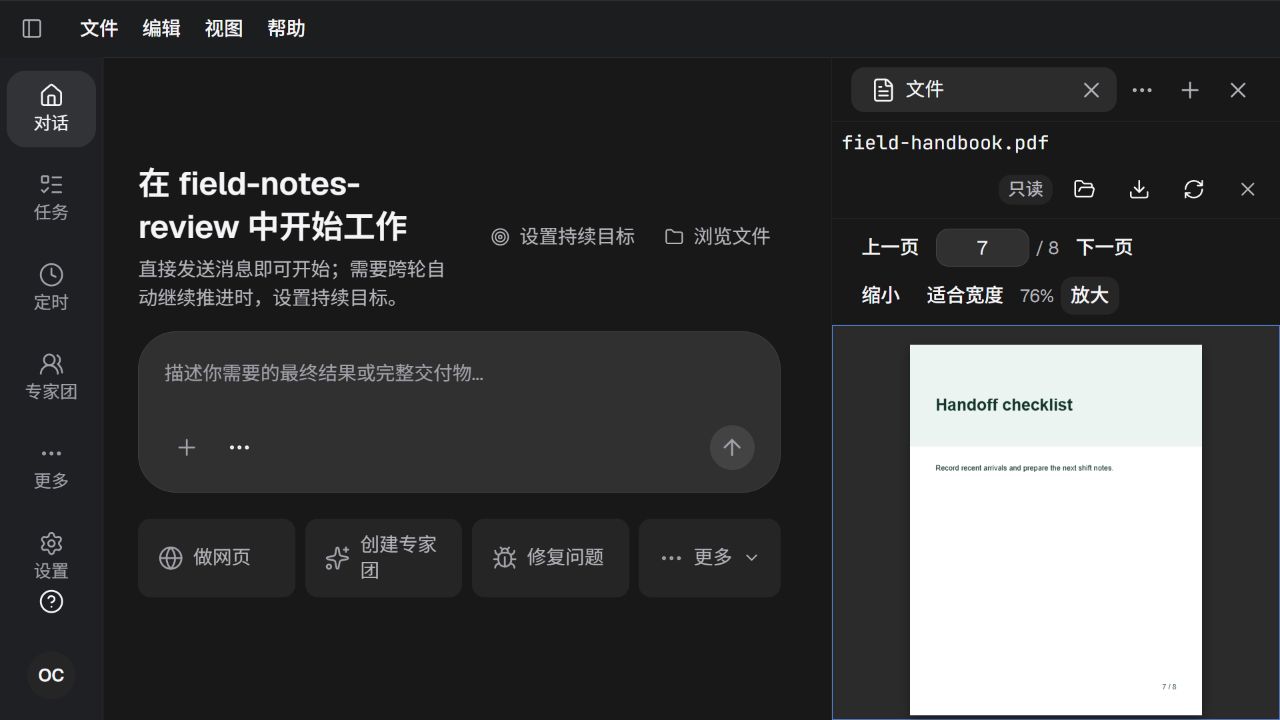 文件 编辑 视图 帮助
对话
任务
定时
专家团
更多
设置
OC
在 field-notes-
review 中开始工作
直接发送消息即可开始；需要跨轮自
动继续推进时，设置持续目标。
设置持续目标 浏览文件
描述你需要的最终结果或完整交付物...
做网页
创建专家
团
修复问题
更多
文件
field-handbook.pdf
只读
上一页 7 / 8 下一页
缩小 适合宽度 76% 放大
Handoff checklist
Record recent arrivals and prepare the next shift notes.
7 / 8